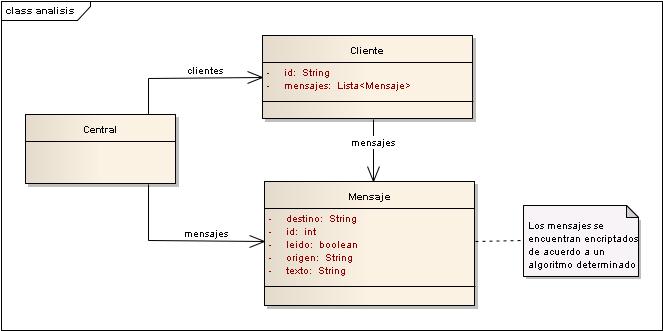 class analisis
Cliente
- id: String
- mensajes: Lista<Mensaje>
clientes
Central
mensajes
mensajes
Mensaje
- destino: String
- id: int
- leido: boolean
- origen: String
- texto: String
Los mensajes se
encuentran encriptados
de acuerdo a un
algoritmo determinado